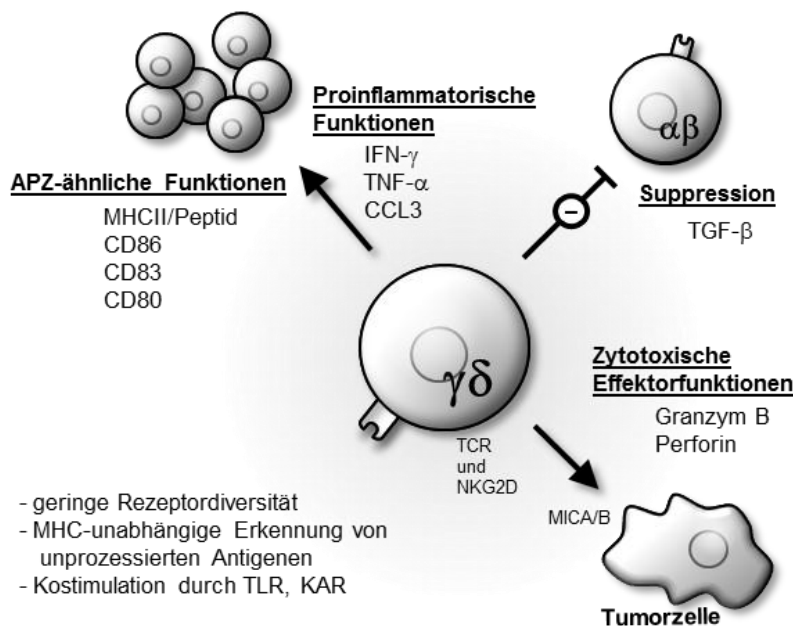 Proinflammatorische
Funktionen
IFN-γ
TNF-α
CCL3
APZ-ähnliche Funktionen
MHCII/Peptid
CD86
CD83
CD80
αβ
Suppression
TGF-β
γδ
TCR
und
NKG2D
Zytotoxische
Effektorfunktionen
Granzym B
Perforin
MICA/B
Tumorzelle
- geringe Rezeptordiversität
- MHC-unabhängige Erkennung von
unprozessierten Antigenen
- Kostimulation durch TLR, KAR